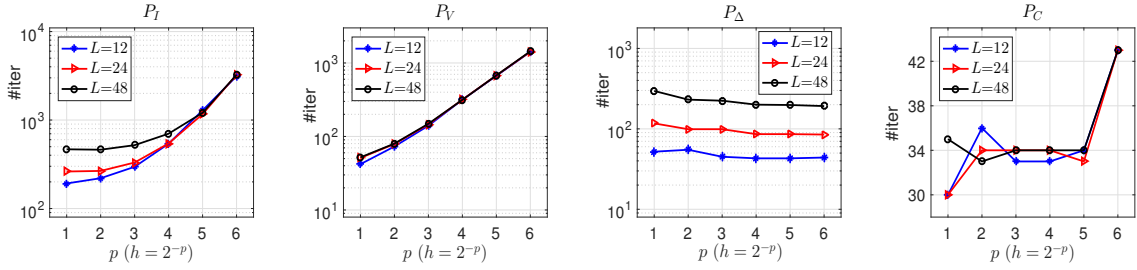 P_I
10^4
10^3
10^2
#iter
L=12
L=24
L=48
1 2 3 4 5 6
p (h = 2^{-p})
P_V
10^3
10^2
10^1
#iter
L=12
L=24
L=48
1 2 3 4 5 6
p (h = 2^{-p})
P_Δ
10^3
10^2
10^1
#iter
L=12
L=24
L=48
1 2 3 4 5 6
p (h = 2^{-p})
P_C
42
38
34
30
#iter
L=12
L=24
L=48
1 2 3 4 5 6
p (h = 2^{-p})